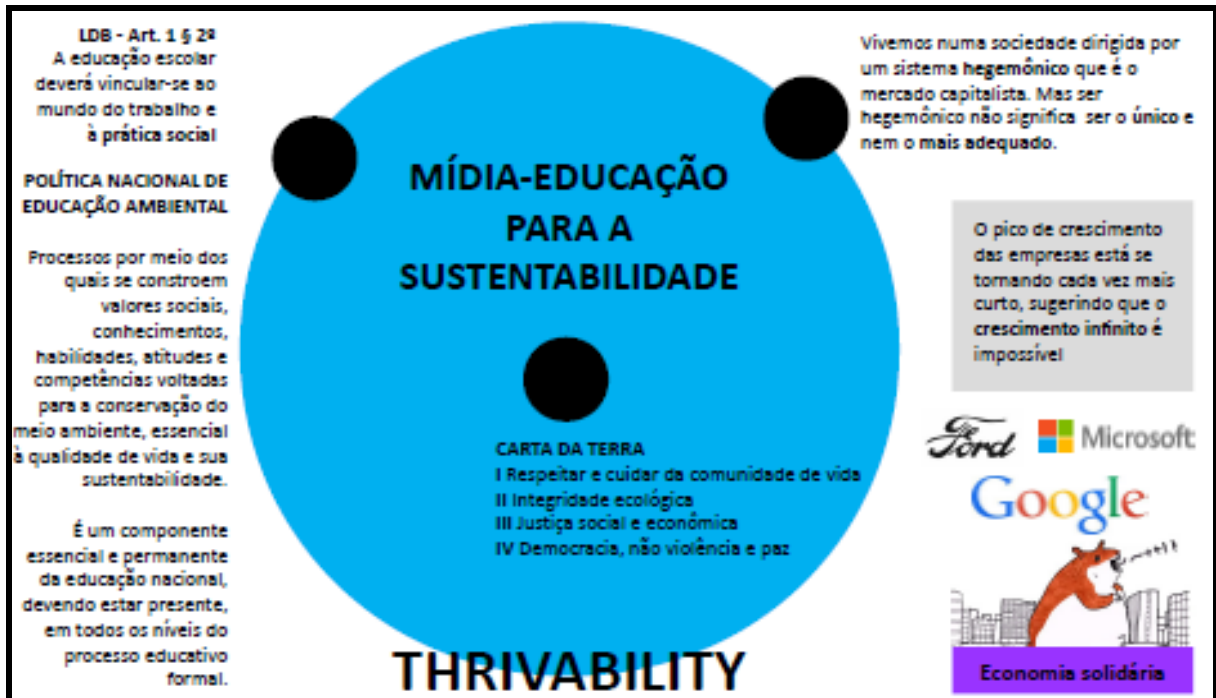 LDB - Art. 1 § 2º
A educação escolar
deverá vincular-se ao
mundo do trabalho e
à prática social
POLÍTICA NACIONAL DE
EDUCAÇÃO AMBIENTAL
Processos por meio dos
quais se constroem
valores sociais,
conhecimentos,
habilidades, atitudes e
competências voltadas
para a conservação do
meio ambiente, essencial
à qualidade de vida e sua
sustentabilidade.
É um componente
essencial e permanente
da educação nacional,
devendo estar presente,
em todos os níveis do
processo educativo
formal.
MÍDIA-EDUCAÇÃO
PARA A
SUSTENTABILIDADE
CARTA DA TERRA
I Respeitar e cuidar da comunidade de vida
II Integridade ecológica
III Justiça social e econômica
IV Democracia, não violência e paz
THRIVABILITY
Vivemos numa sociedade dirigida por
um sistema hegemônico que é o
mercado capitalista. Mas ser
hegemônico não significa ser o único e
nem o mais adequado.
O pico de crescimento
das empresas está se
tornando cada vez mais
curto, sugerindo que o
crescimento infinito é
impossível
Ford
Microsoft
Google
Economia solidária